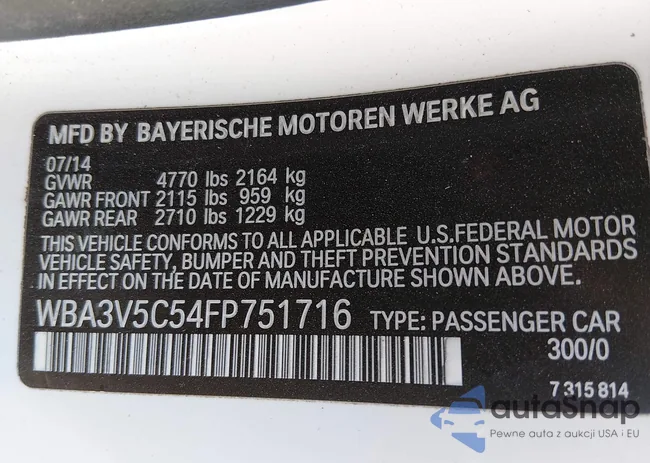 MFD BY BAYERISCHE MOTOREN WERKE AG
07/14
GVWR 4770 lbs 2164 kg
GAWR FRONT 2115 lbs 959 kg
GAWR REAR 2710 lbs 1229 kg
THIS VEHICLE CONFORMS TO ALL APPLICABLE U.S.FEDERAL MOTOR
VEHICLE SAFETY, BUMPER AND THEFT PREVENTION STANDARDS
IN EFFECT ON THE DATE OF MANUFACTURE SHOWN ABOVE.
WBA3V5C54FP751716 TYPE: PASSENGER CAR
300/0
7 315 814
autoSnap
Pewne auta z aukcji USA i EU